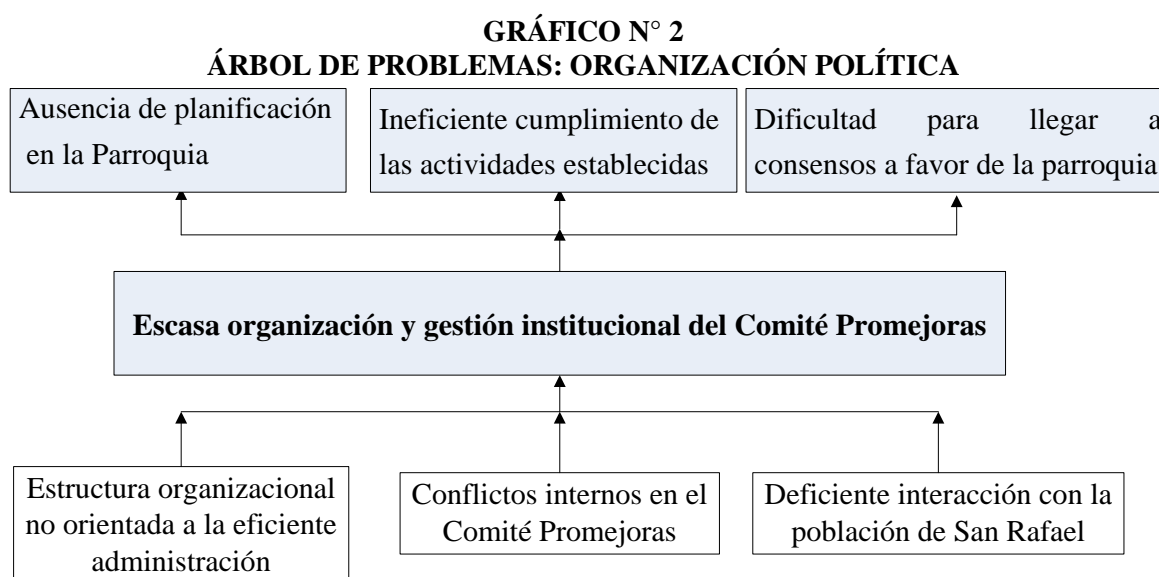 GRÁFICO N° 2
ÁRBOL DE PROBLEMAS: ORGANIZACIÓN POLÍTICA
Ausencia de planificación
en la Parroquia
Ineficiente cumplimiento de
las actividades establecidas
Dificultad para llegar a
consensos a favor de la parroquia
Escasa organización y gestión institucional del Comité Promejoras
Estructura organizacional
no orientada a la eficiente
administración
Conflictos internos en el
Comité Promejoras
Deficiente interacción con la
población de San Rafael